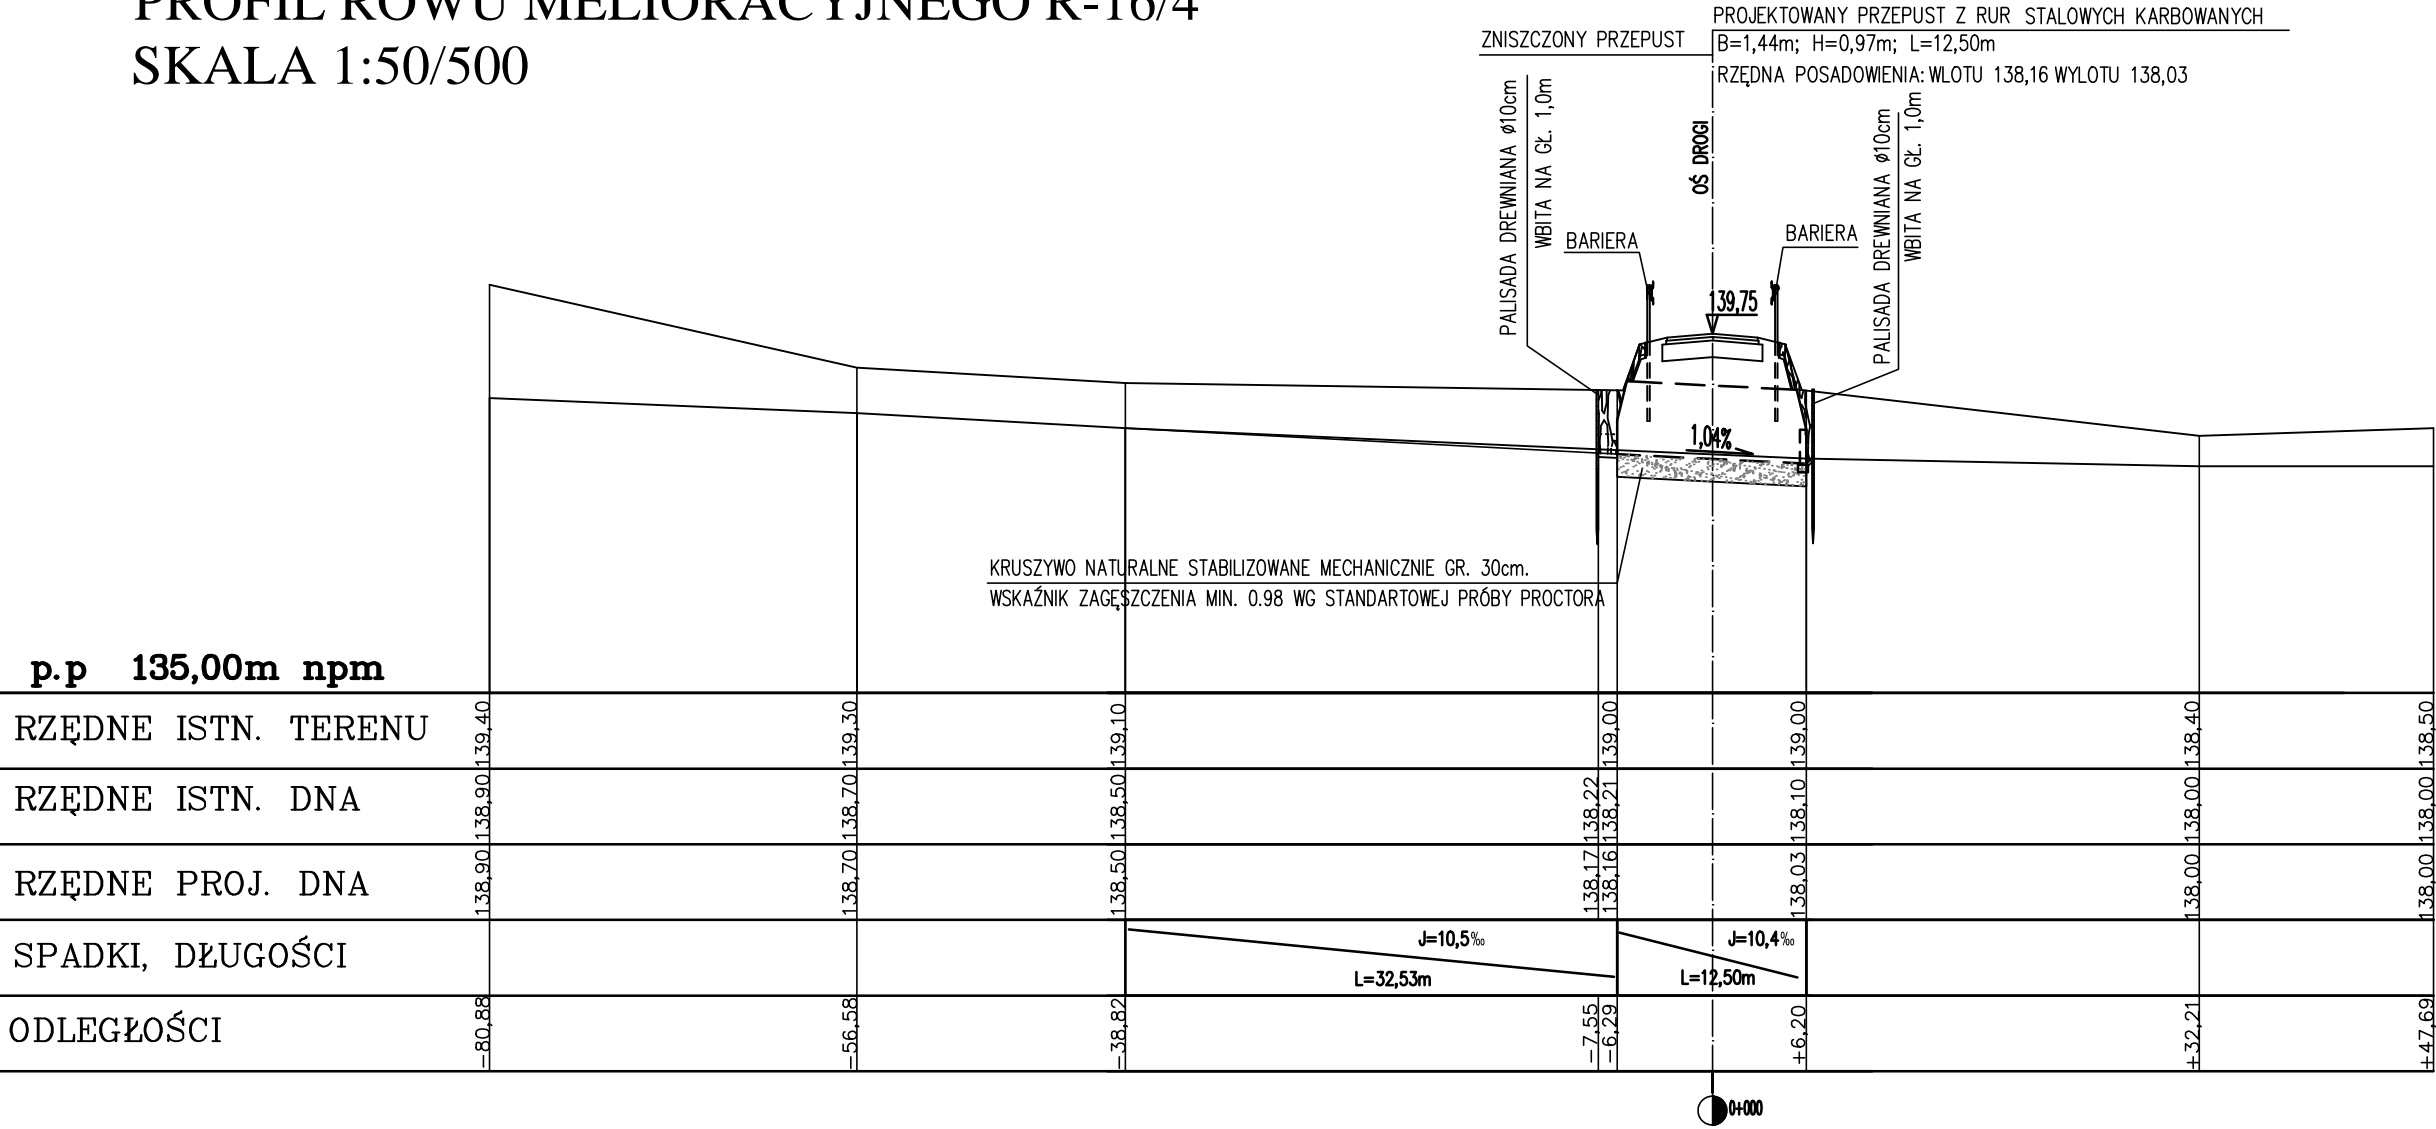 PROFIL ROWU MELIORACYJNEGO R-16/4
SKALA 1:50/500
PROJEKTOWANY PRZEPUST Z RUR STALOWYCH KARBOWANYCH
ZNISZCZONY PRZEPUST
B=1,44m; H=0,97m; L=12,50m
RZĘDNA POSADOWIENIA: WLOTU 138,16 WYLOTU 138,03
PALISADA DREWNIANA ø10cm
WBITA NA GŁ. 1,0m
OŚ DROGI
PALISADA DREWNIANA ø10cm
WBITA NA GŁ. 1,0m
BARIERA
BARIERA
139,75
1,04%
KRUSZYWO NATURALNE STABILIZOWANE MECHANICZNIE GR. 30cm.
WSKAŹNIK ZAGĘSZCZENIA MIN. 0.98 WG STANDARTOWEJ PRÓBY PROCTORA
p.p 135,00m npm
RZĘDNE ISTN. TERENU 139,40 139,30 139,10 139,00 139,00 138,40 138,50
RZĘDNE ISTN. DNA 138,90 138,70 138,50 138,22 138,21 138,10 138,00 138,00
RZĘDNE PROJ. DNA 138,90 138,70 138,50 138,17 138,16 138,03 138,00 138,00
SPADKI, DŁUGOŚCI J=10,5‰ L=32,53m J=10,4‰ L=12,50m
ODLEGŁOŚCI -80,88 -56,58 -38,82 -7,55 -6,29 +6,20 +32,21 +47,69
0+000